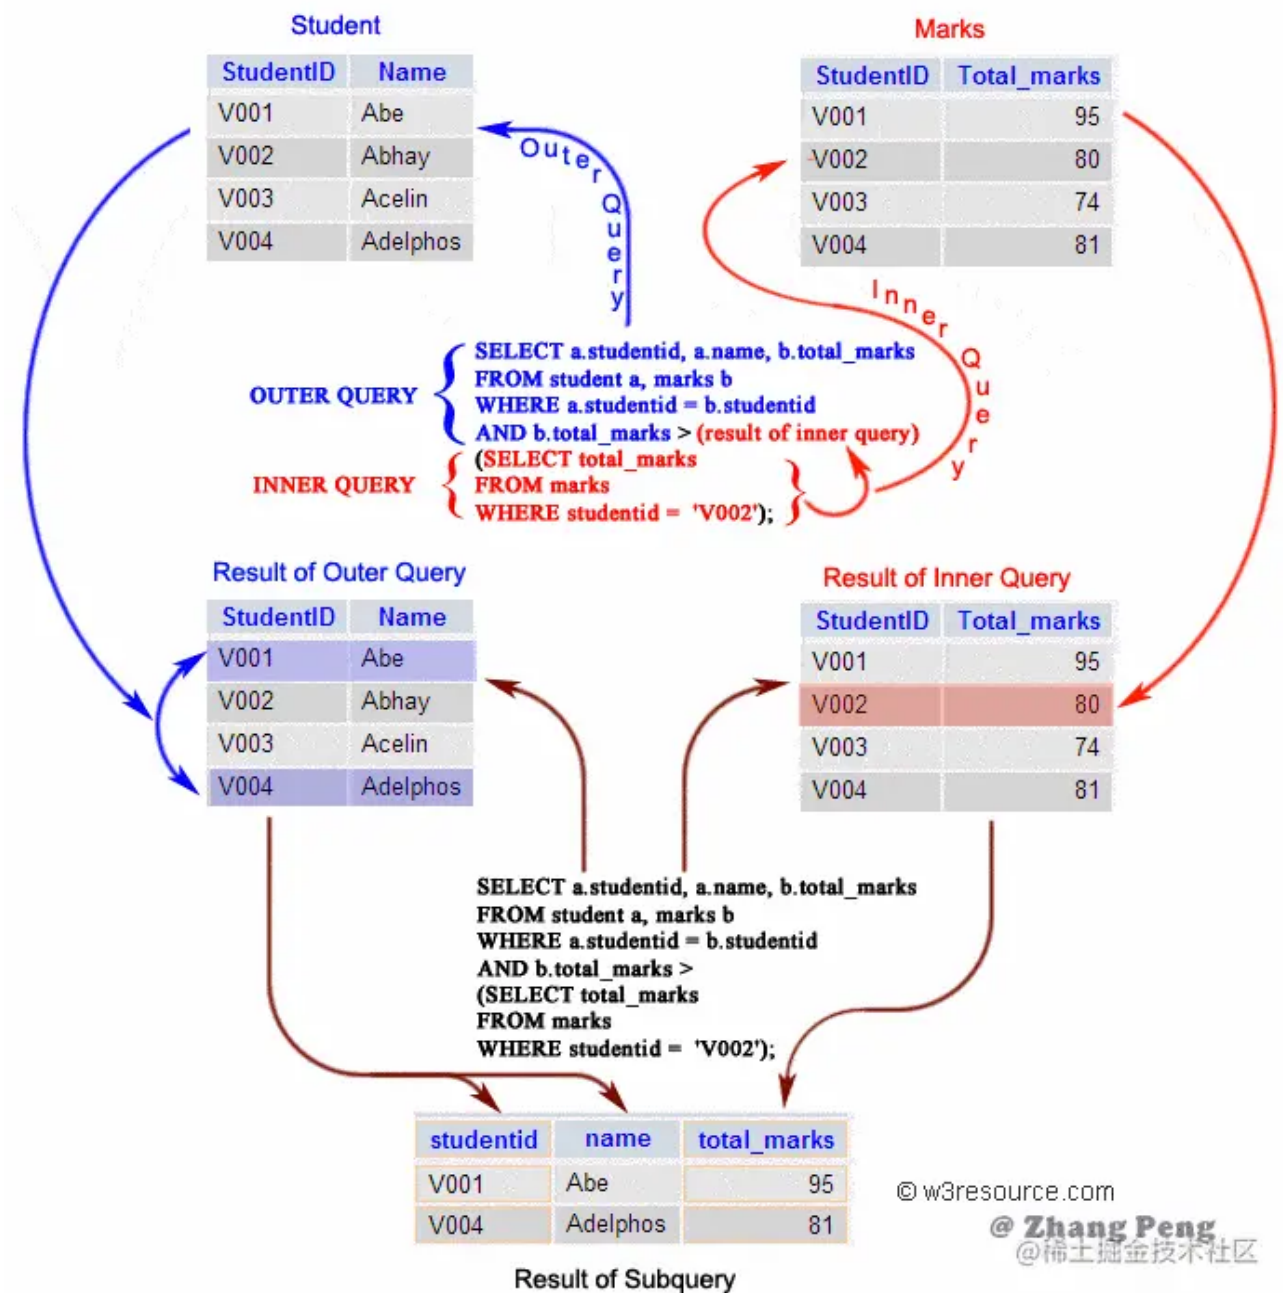 Student
StudentID Name
V001 Abe
V002 Abhay
V003 Acelin
V004 Adelphos
Marks
StudentID Total_marks
V001 95
V002 80
V003 74
V004 81
Outer Query
Inner Query
OUTER QUERY
SELECT a.studentid, a.name, b.total_marks
FROM student a, marks b
WHERE a.studentid = b.studentid
AND b.total_marks > (result of inner query)
INNER QUERY
(SELECT total_marks
FROM marks
WHERE studentid = 'V002');
Result of Outer Query
StudentID Name
V001 Abe
V002 Abhay
V003 Acelin
V004 Adelphos
Result of Inner Query
StudentID Total_marks
V001 95
V002 80
V003 74
V004 81
SELECT a.studentid, a.name, b.total_marks
FROM student a, marks b
WHERE a.studentid = b.studentid
AND b.total_marks >
(SELECT total_marks
FROM marks
WHERE studentid = 'V002');
studentid name total_marks
V001 Abe 95
V004 Adelphos 81
© w3resource.com
@ Zhang Peng
@稀土掘金技术社区
Result of Subquery